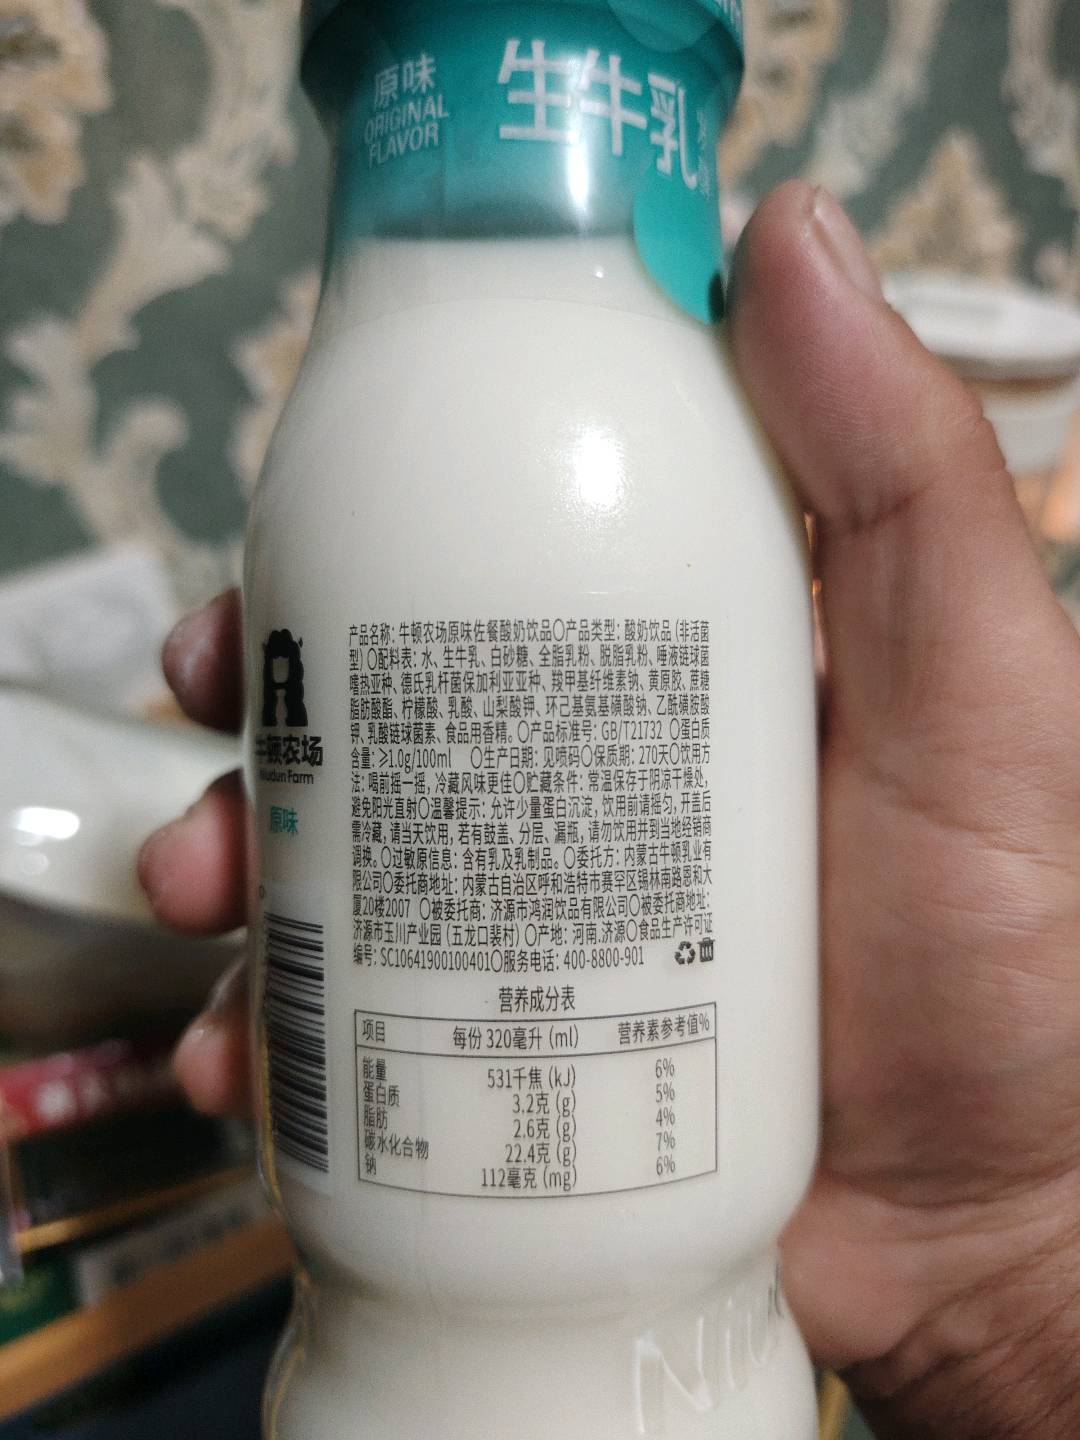 原味
ORIGINAL
FLAVOR
生牛乳
牛顿农场
Niudun Farm
原味
产品名称：牛顿农场原味佐餐酸奶饮品〇产品类型：酸奶饮品（非活菌
型）〇配料表：水、生牛乳、白砂糖、全脂乳粉、脱脂乳粉、唾液链球菌
嗜热亚种、德氏乳杆菌保加利亚亚种、羧甲基纤维素钠、黄原胶、蔗糖
脂肪酸酯、柠檬酸、乳酸、山梨酸钾、环己基氨基磺酸钠、乙酰磺胺酸
钾、乳酸链球菌素、食品用香精。〇产品标准号：GB/T21732 〇蛋白质
含量：≥1.0g/100ml 〇生产日期：见喷码〇保质期：270天〇饮用方
法：喝前摇一摇，冷藏风味更佳〇贮藏条件：常温保存于阴凉干燥处，
避免阳光直射〇温馨提示：允许少量蛋白沉淀，饮用前请摇匀，开盖后
需冷藏，请当天饮用，若有鼓盖、分层、漏瓶，请勿饮用并到当地经销商
调换。〇过敏原信息：含有乳及乳制品。〇委托方：内蒙古牛顿乳业有
限公司〇委托商地址：内蒙古自治区呼和浩特市赛罕区锡林南路恩和大
厦20楼2007 〇被委托商：济源市鸿润饮品有限公司〇被委托商地址：
济源市玉川产业园（五龙口裴村）〇产地：河南.济源〇食品生产许可证
编号：SC10641900100401〇服务电话：400-8800-901
营养成分表
项目 每份 320毫升 (ml) 营养素参考值%
能量 531千焦 (kJ) 6%
蛋白质 3.2克 (g) 5%
脂肪 2.6克 (g) 4%
碳水化合物 22.4克 (g) 7%
钠 112毫克 (mg) 6%